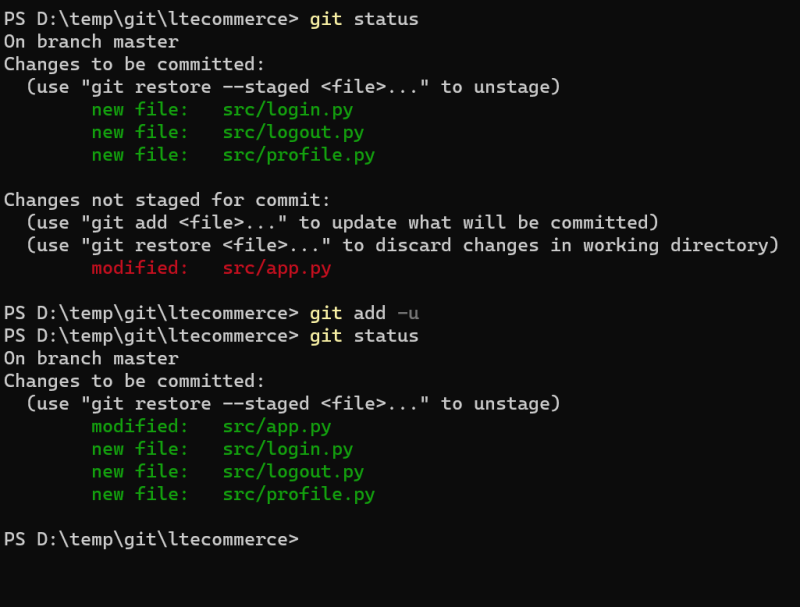 PS D:\temp\git\ltecommerce> git status
On branch master
Changes to be committed:
  (use "git restore --staged <file>..." to unstage)
        new file:   src/login.py
        new file:   src/logout.py
        new file:   src/profile.py

Changes not staged for commit:
  (use "git add <file>..." to update what will be committed)
  (use "git restore <file>..." to discard changes in working directory)
        modified:   src/app.py

PS D:\temp\git\ltecommerce> git add -u
PS D:\temp\git\ltecommerce> git status
On branch master
Changes to be committed:
  (use "git restore --staged <file>..." to unstage)
        modified:   src/app.py
        new file:   src/login.py
        new file:   src/logout.py
        new file:   src/profile.py

PS D:\temp\git\ltecommerce>